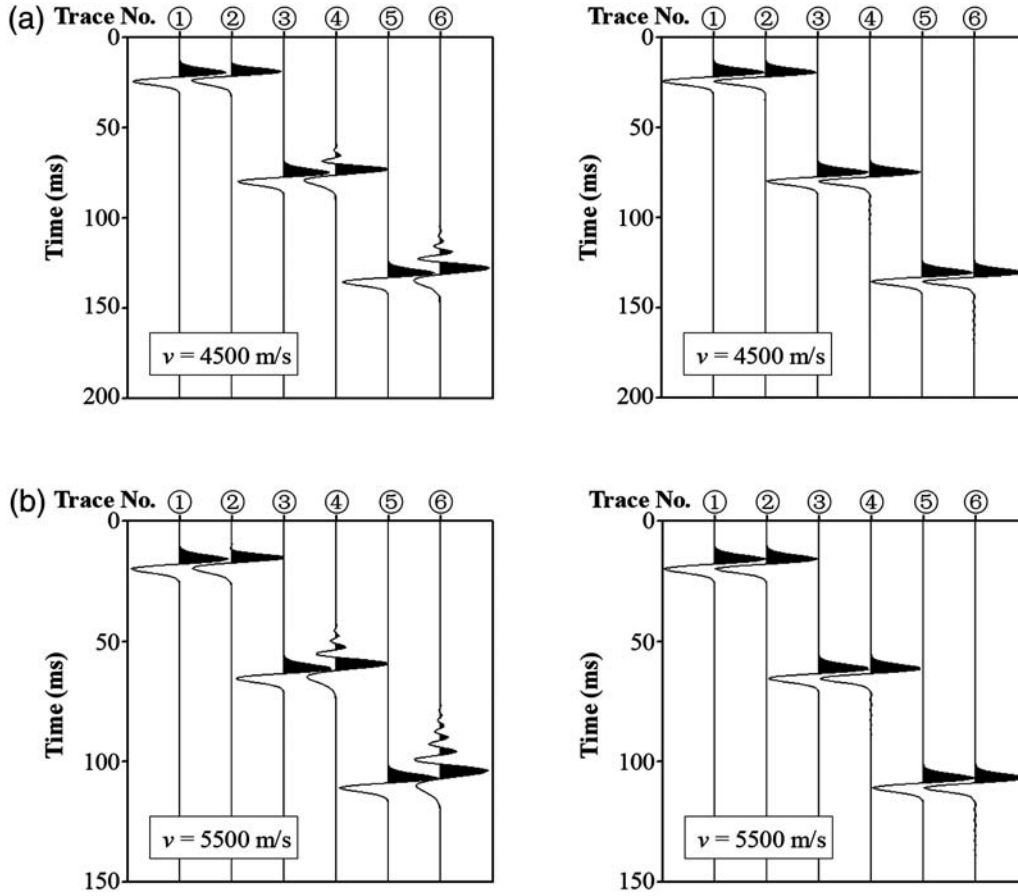 (a) Trace No. ① ② ③ ④ ⑤ ⑥
0
50
100
150
200
Time (ms)
v = 4500 m/s
Trace No. ① ② ③ ④ ⑤ ⑥
0
50
100
150
200
Time (ms)
v = 4500 m/s
(b) Trace No. ① ② ③ ④ ⑤ ⑥
0
50
100
150
Time (ms)
v = 5500 m/s
Trace No. ① ② ③ ④ ⑤ ⑥
0
50
100
150
Time (ms)
v = 5500 m/s